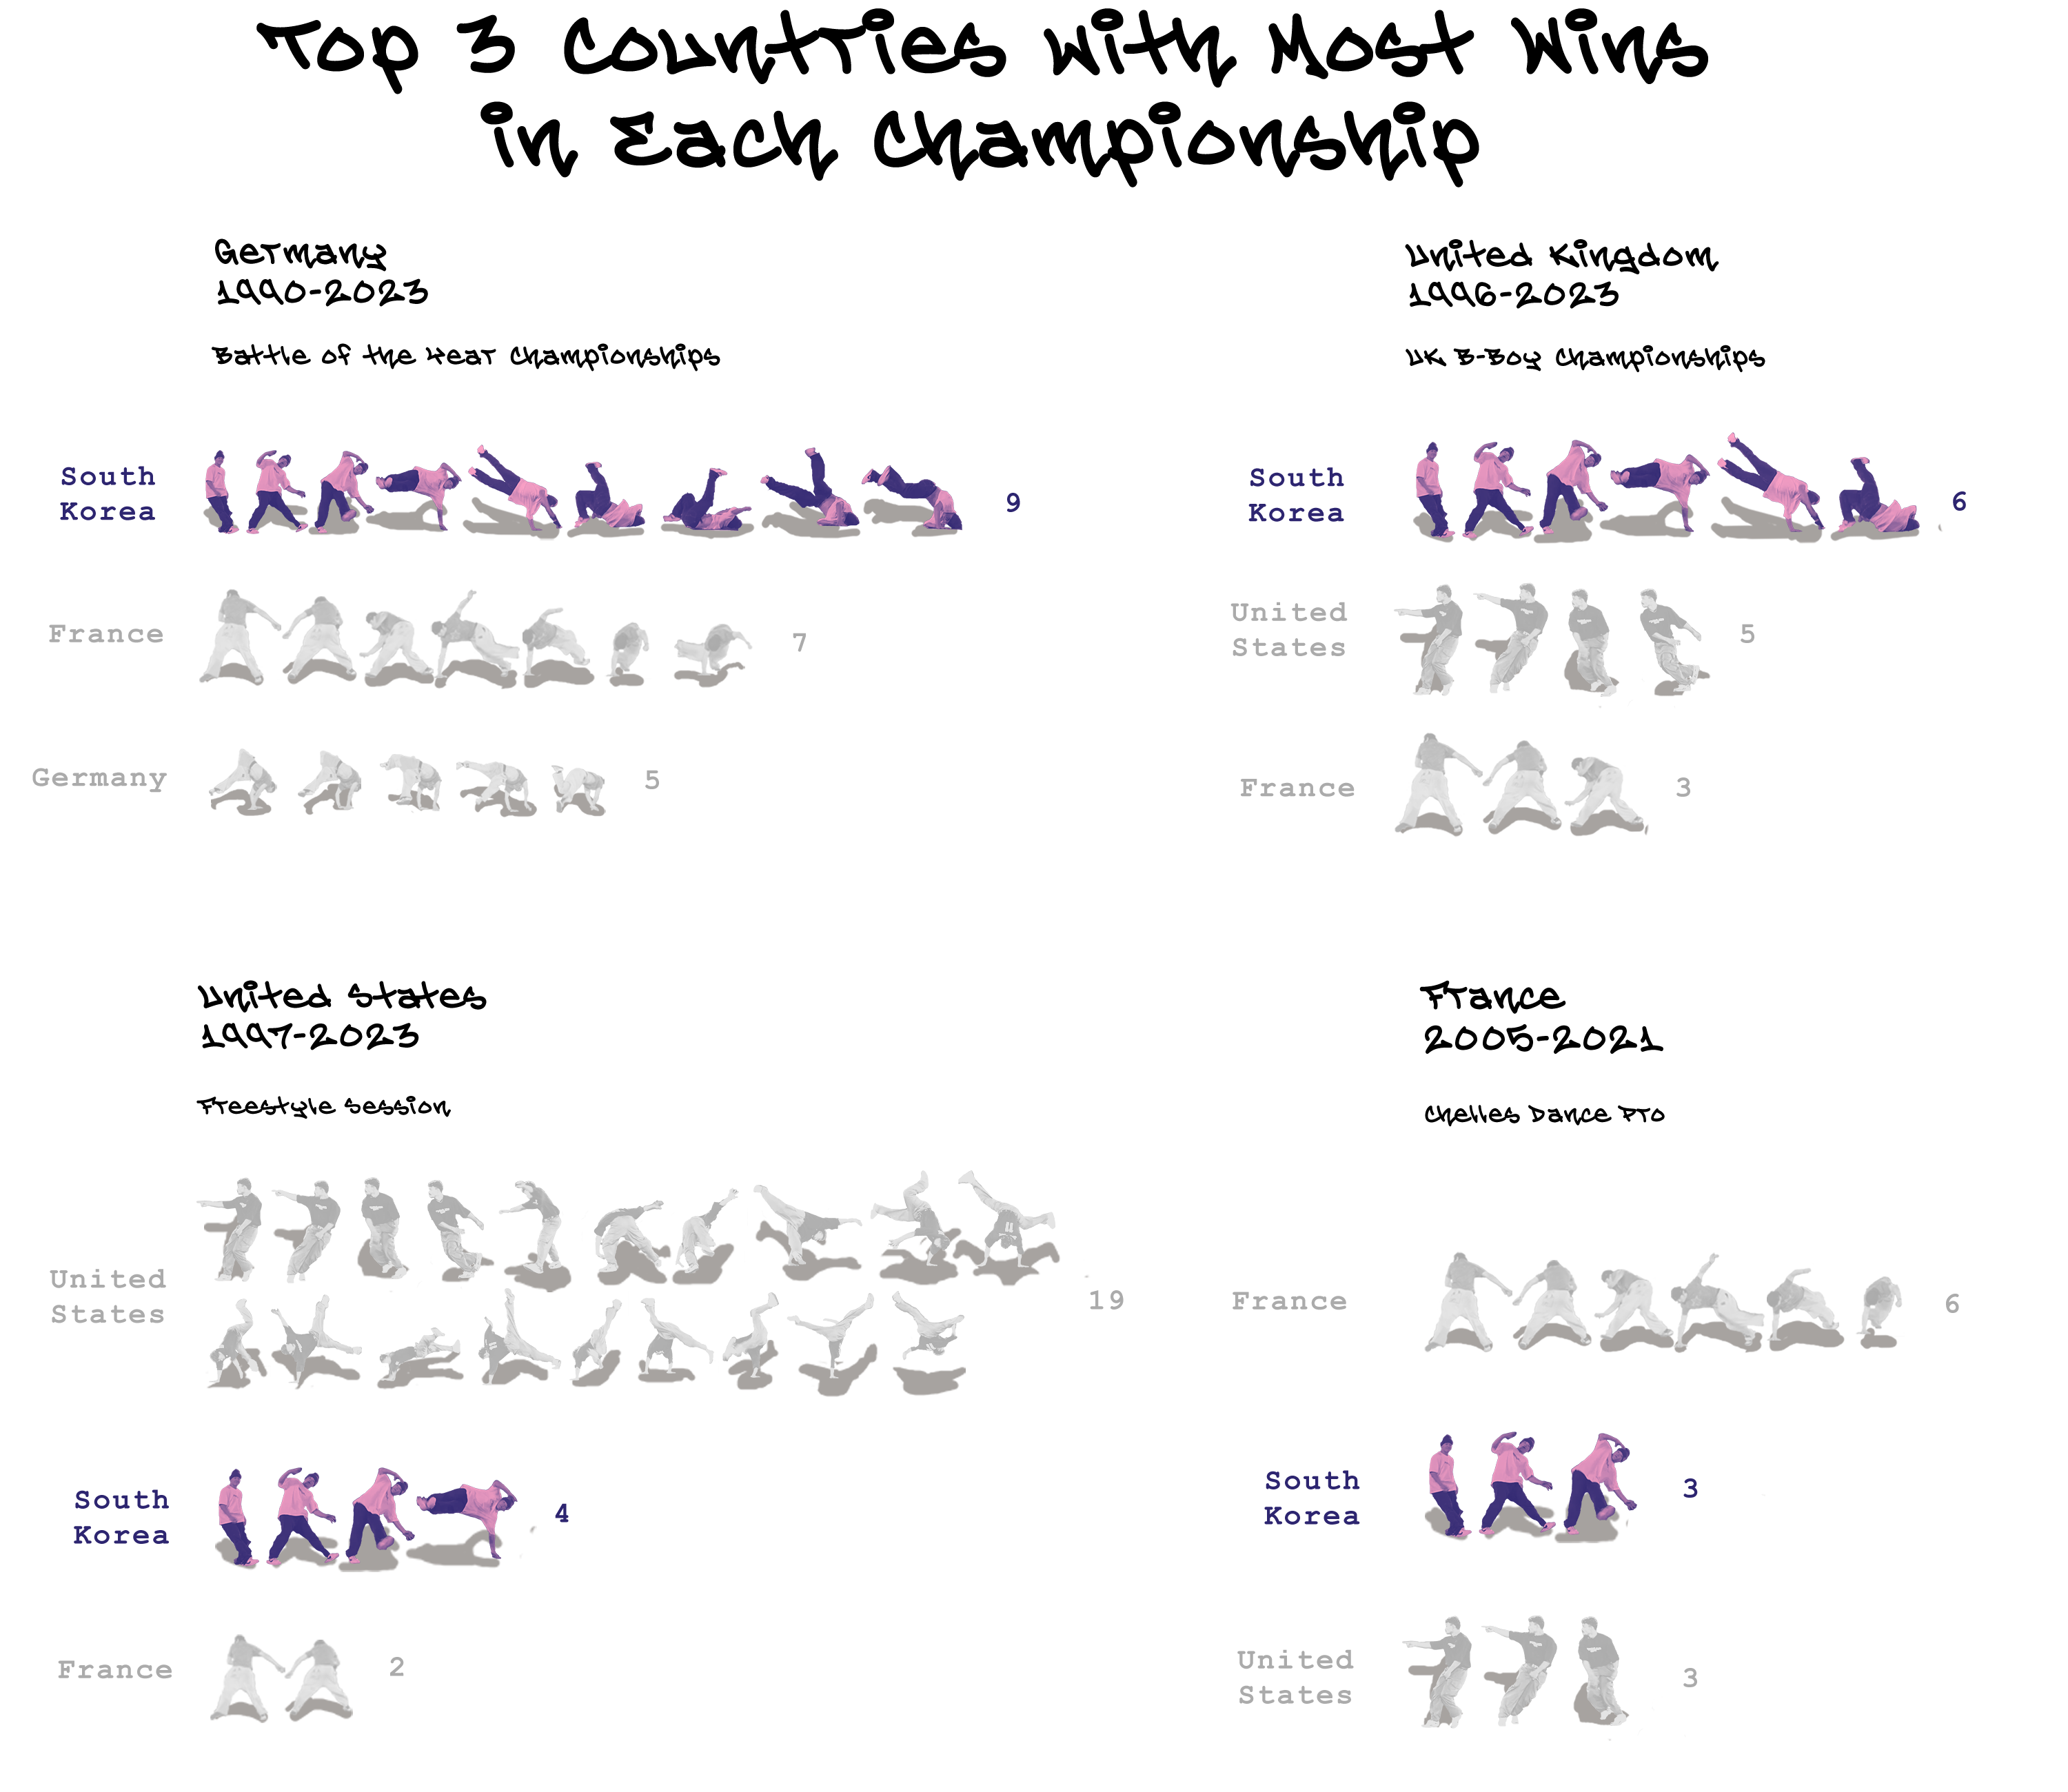 Top 3 Countries with Most Wins
in Each Championship
Germany
1990-2023
Battle of the Year Championships
South
Korea
9
France
7
Germany
5
United Kingdom
1996-2023
UK B-Boy Championships
South
Korea
6
United
States
5
France
3
United States
1997-2023
Freestyle Session
United
States
19
South
Korea
4
France
2
France
2005-2021
Chelles Dance Pro
France
6
South
Korea
3
United
States
3